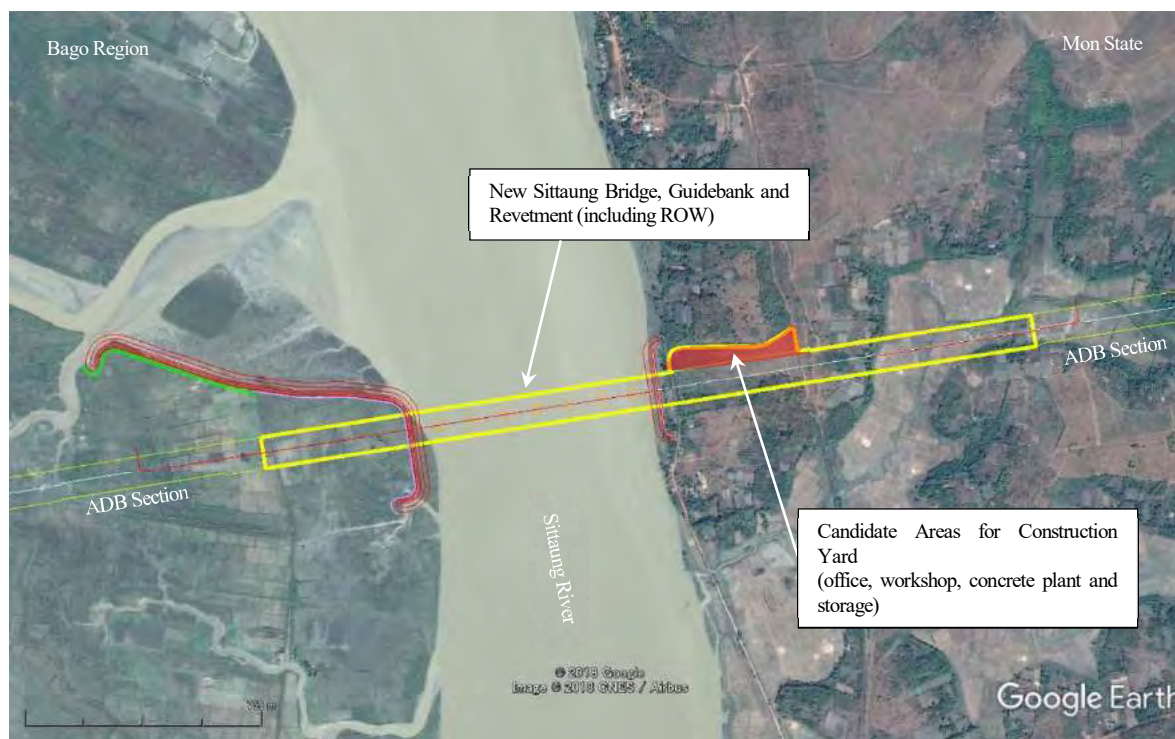 Bago Region
Mon State
New Sittaung Bridge, Guidebank and
Revetment (including ROW)
ADB Section
ADB Section
Sittaung River
Candidate Areas for Construction
Yard
(office, workshop, concrete plant and
storage)
© 2018 Google
Image © 2018 CNES / Airbus
Google Earth